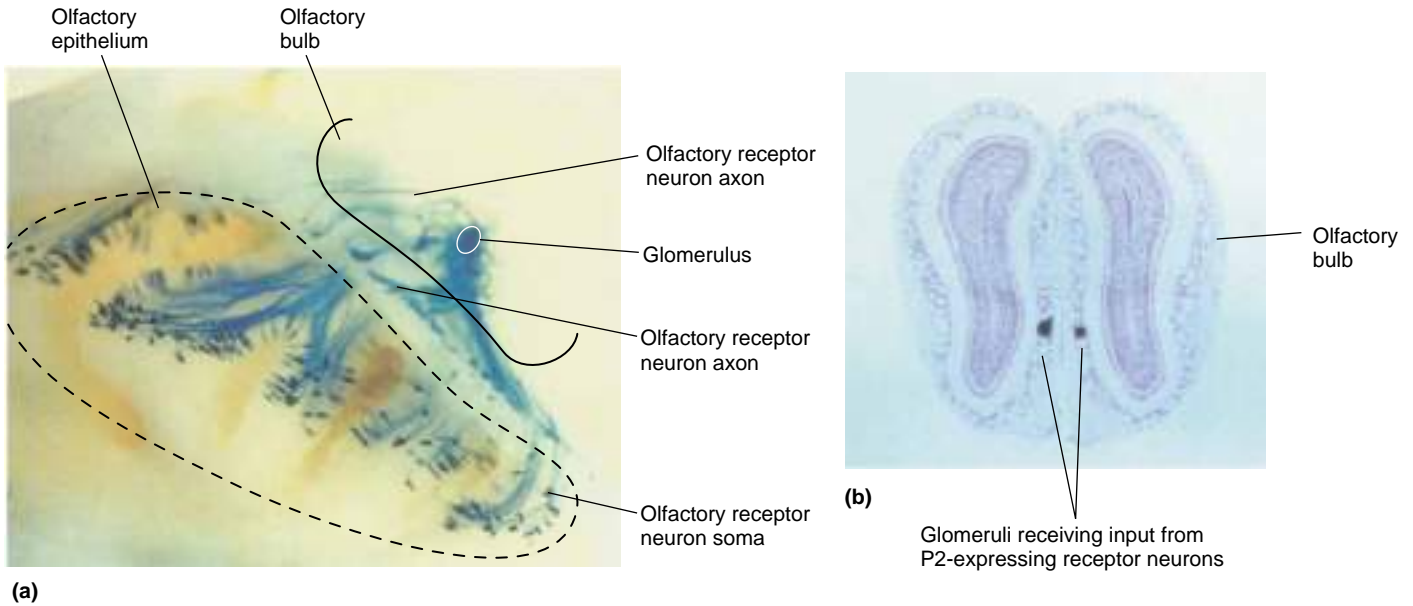 Olfactory
epithelium
Olfactory
bulb
Olfactory receptor
neuron axon
Glomerulus
Olfactory receptor
neuron axon
Olfactory receptor
neuron soma
(a)
Olfactory
bulb
(b)
Glomeruli receiving input from
P2-expressing receptor neurons